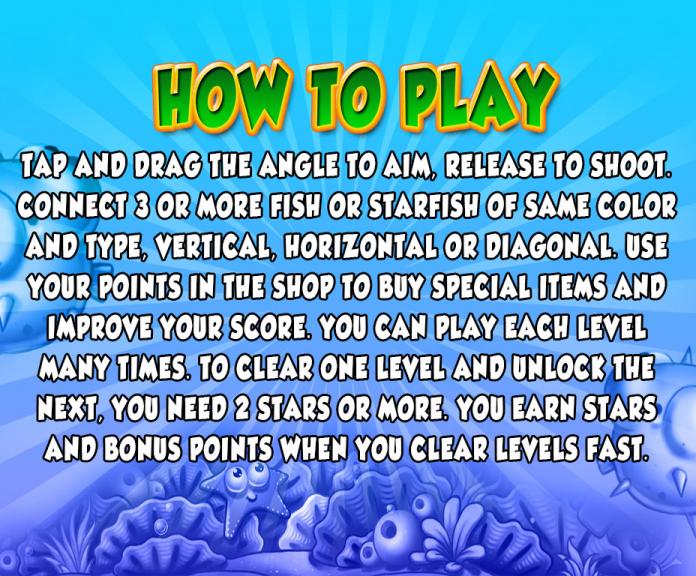 HOW TO PLAY
TAP AND DRAG THE ANGLE TO AIM, RELEASE TO SHOOT.
CONNECT 3 OR MORE FISH OR STARFISH OF SAME COLOR
AND TYPE, VERTICAL, HORIZONTAL OR DIAGONAL. USE
YOUR POINTS IN THE SHOP TO BUY SPECIAL ITEMS AND
IMPROVE YOUR SCORE. YOU CAN PLAY EACH LEVEL
MANY TIMES. TO CLEAR ONE LEVEL AND UNLOCK THE
NEXT, YOU NEED 2 STARS OR MORE. YOU EARN STARS
AND BONUS POINTS WHEN YOU CLEAR LEVELS FAST.